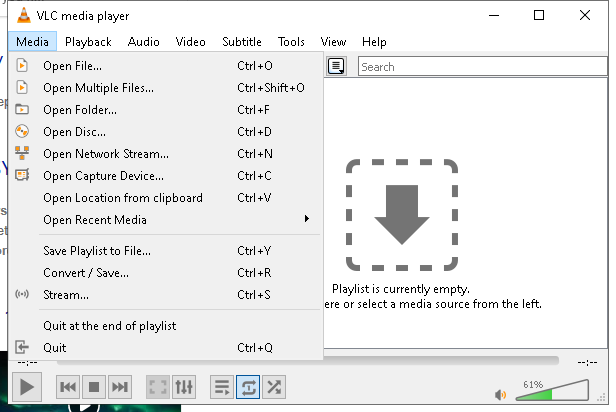 VLC media player
Media Playback Audio Video Subtitle Tools View Help
Open File... Ctrl+O
Open Multiple Files... Ctrl+Shift+O
Open Folder... Ctrl+F
Open Disc... Ctrl+D
Open Network Stream... Ctrl+N
Open Capture Device... Ctrl+C
Open Location from clipboard Ctrl+V
Open Recent Media
Save Playlist to File... Ctrl+Y
Convert / Save... Ctrl+R
Stream... Ctrl+S
Quit at the end of playlist
Quit Ctrl+Q
Search
Playlist is currently empty.
ere or select a media source from the left.
--:-- --:--
61%